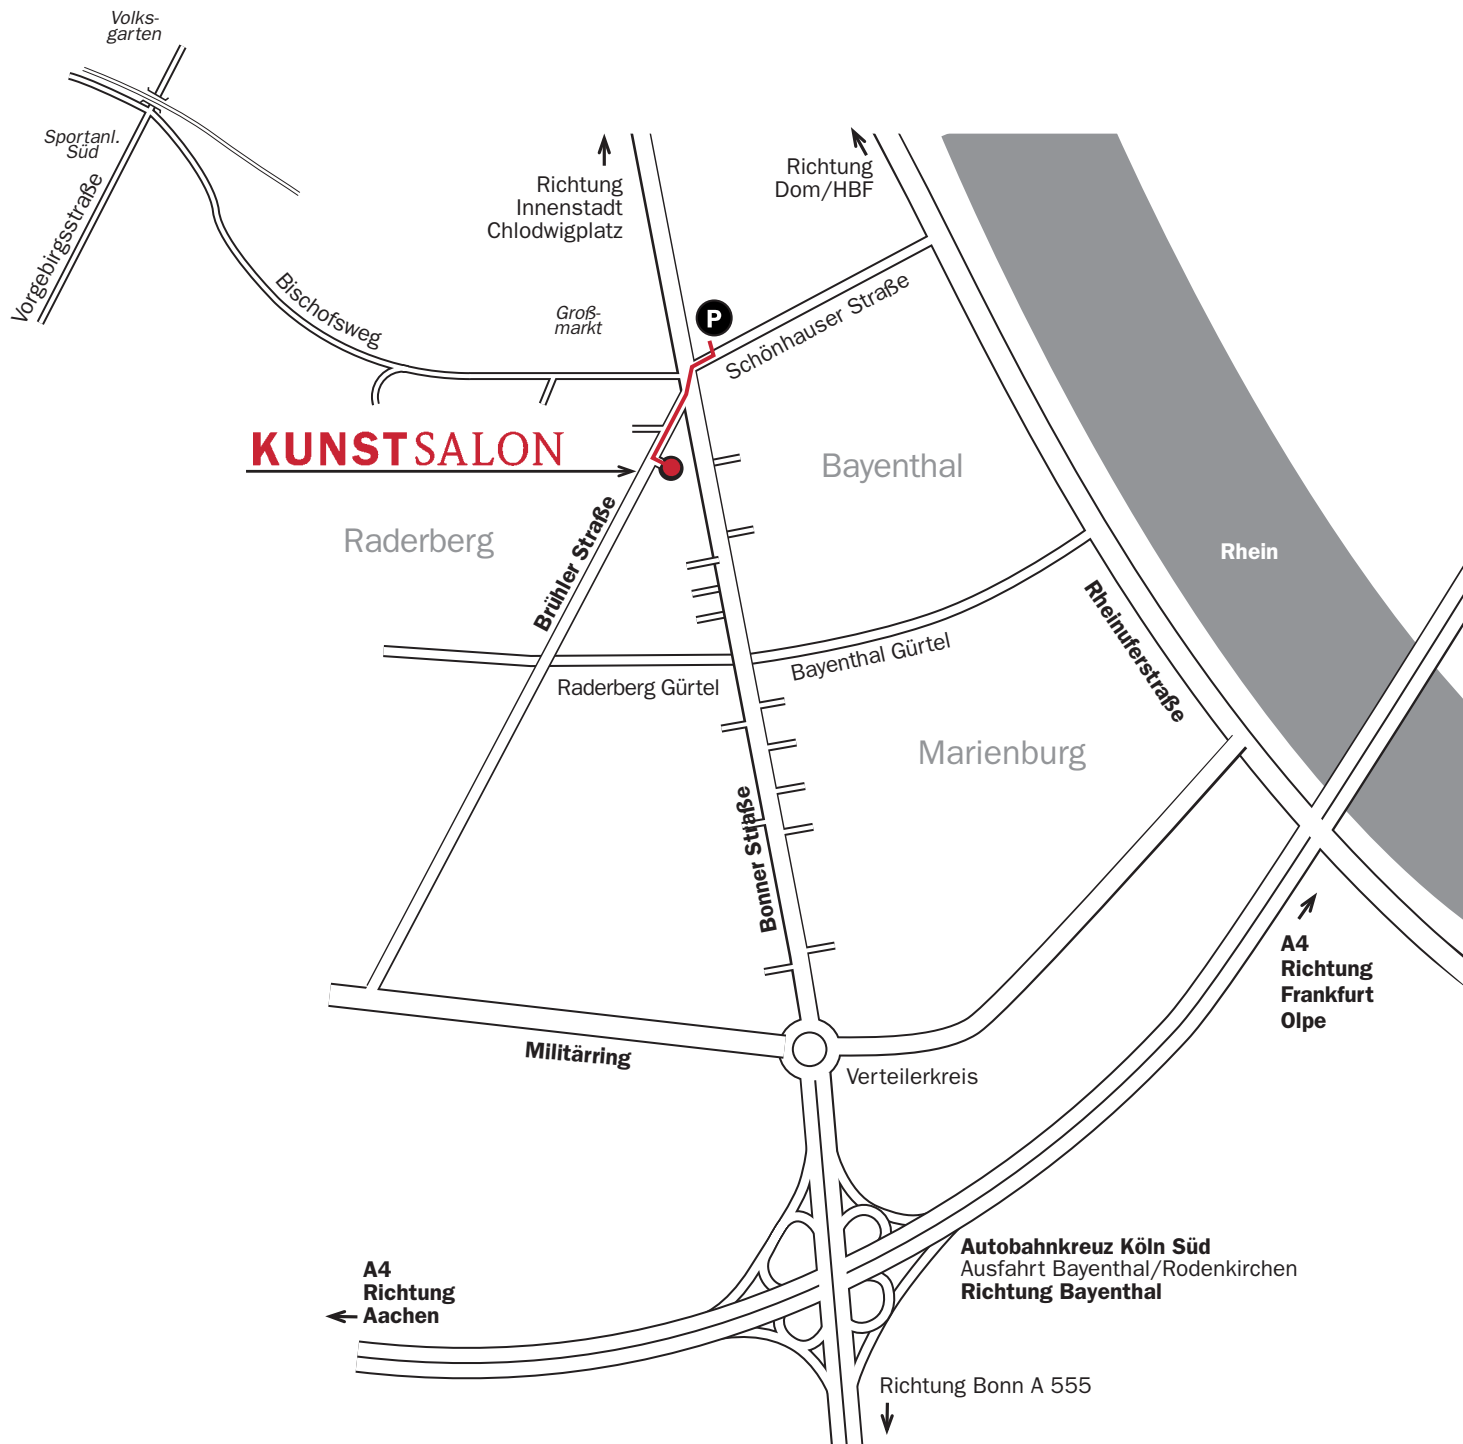 Volks-
garten
Sportanl.
Süd
Vorgebirgsstraße
Bischofsweg
Richtung
Innenstadt
Chlodwigplatz
Richtung
Dom/HBF
Groß-
markt
P
Schönhauser Straße
KUNSTSALON
Bayenthal
Raderberg
Brühler Straße
Rhein
Rheinuferstraße
Bayenthal Gürtel
Raderberg Gürtel
Marienburg
Bonner Straße
A4
Richtung
Frankfurt
Olpe
Militärring
Verteilerkreis
Autobahnkreuz Köln Süd
Ausfahrt Bayenthal/Rodenkirchen
Richtung Bayenthal
A4
Richtung
Aachen
Richtung Bonn A 555